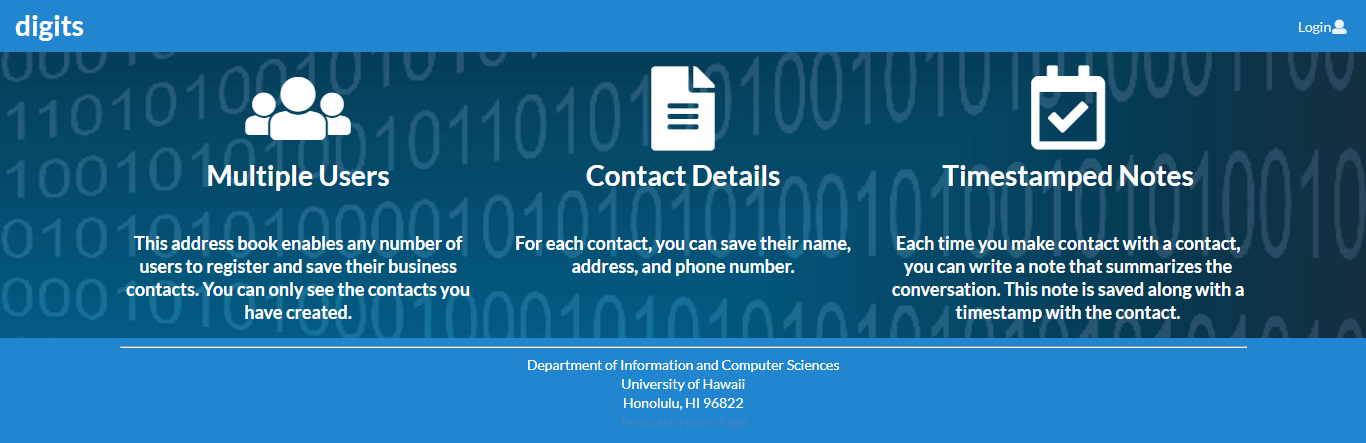 digits
Login
Multiple Users
This address book enables any number of
users to register and save their business
contacts. You can only see the contacts you
have created.
Contact Details
For each contact, you can save their name,
address, and phone number.
Timestamped Notes
Each time you make contact with a contact,
you can write a note that summarizes the
conversation. This note is saved along with a
timestamp with the contact.
Department of Information and Computer Sciences
University of Hawaii
Honolulu, HI 96822
Template Home Page